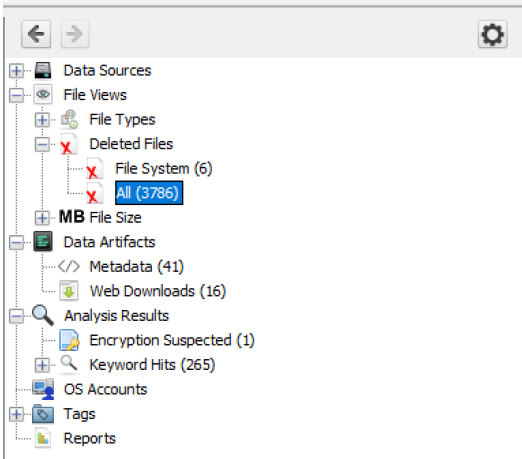 Data Sources
File Views
File Types
Deleted Files
File System (6)
All (3786)
MB File Size
Data Artifacts
</> Metadata (41)
Web Downloads (16)
Analysis Results
Encryption Suspected (1)
Keyword Hits (265)
OS Accounts
Tags
Reports